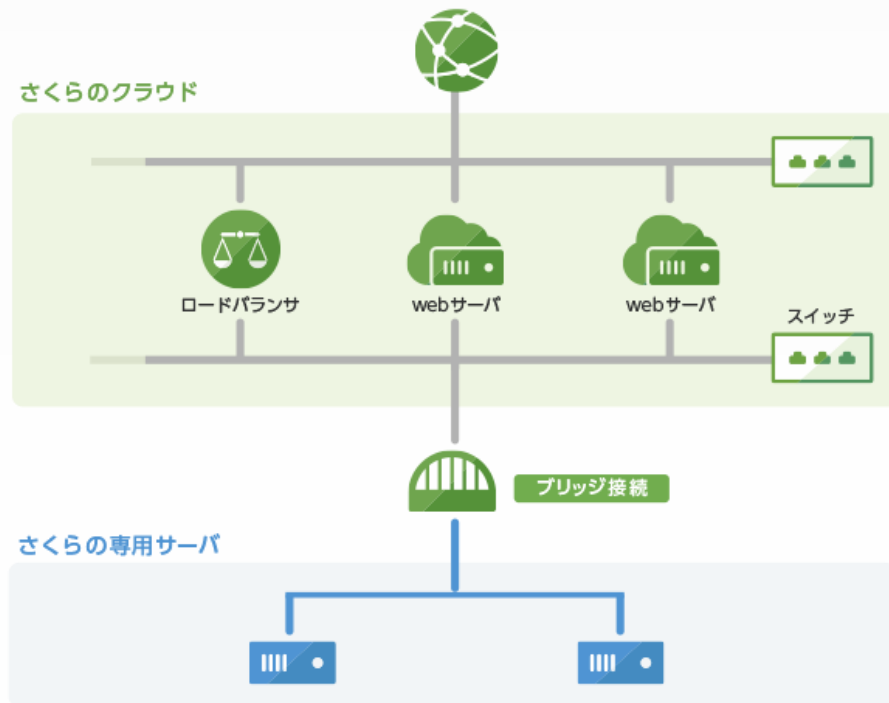 さくらのクラウド
ロードバランサ
webサーバ
webサーバ
スイッチ
ブリッジ接続
さくらの専用サーバ